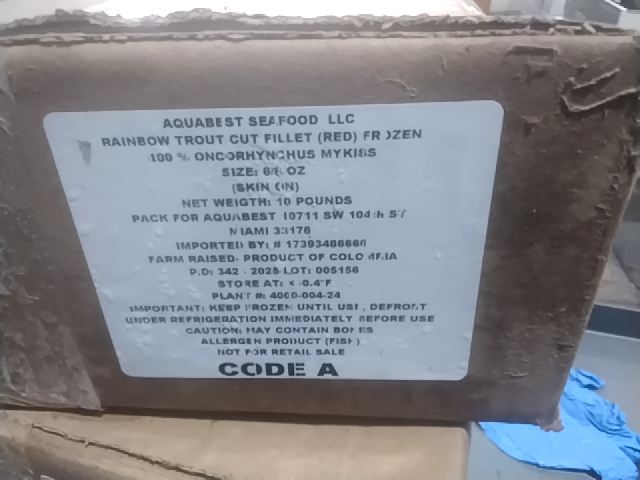 AQUABEST SEAFOOD LLC
RAINBOW TROUT CUT FILLET (RED) FROZEN
100 % ONCORHYNCHUS MYKISS
SIZE: 6/8 OZ
(SKIN ON)
NET WEIGTH: 10 POUNDS
PACK FOR AQUABEST 10711 SW 104th ST
MIAMI 33176
IMPORTED BY: #
FARM RAISED- PRODUCT OF COLOMBIA
P.D: 342 - 2025 LOT: 005156
STORE AT: < -0.4°F
PLANT #: 4000-004-24
IMPORTANT: KEEP FROZEN UNTIL USE, DEFROST
UNDER REFRIGERATION IMMEDIATELY BEFORE USE
CAUTION: MAY CONTAIN BONES
ALLERGEN PRODUCT (FISH)
NOT FOR RETAIL SALE
CODE A